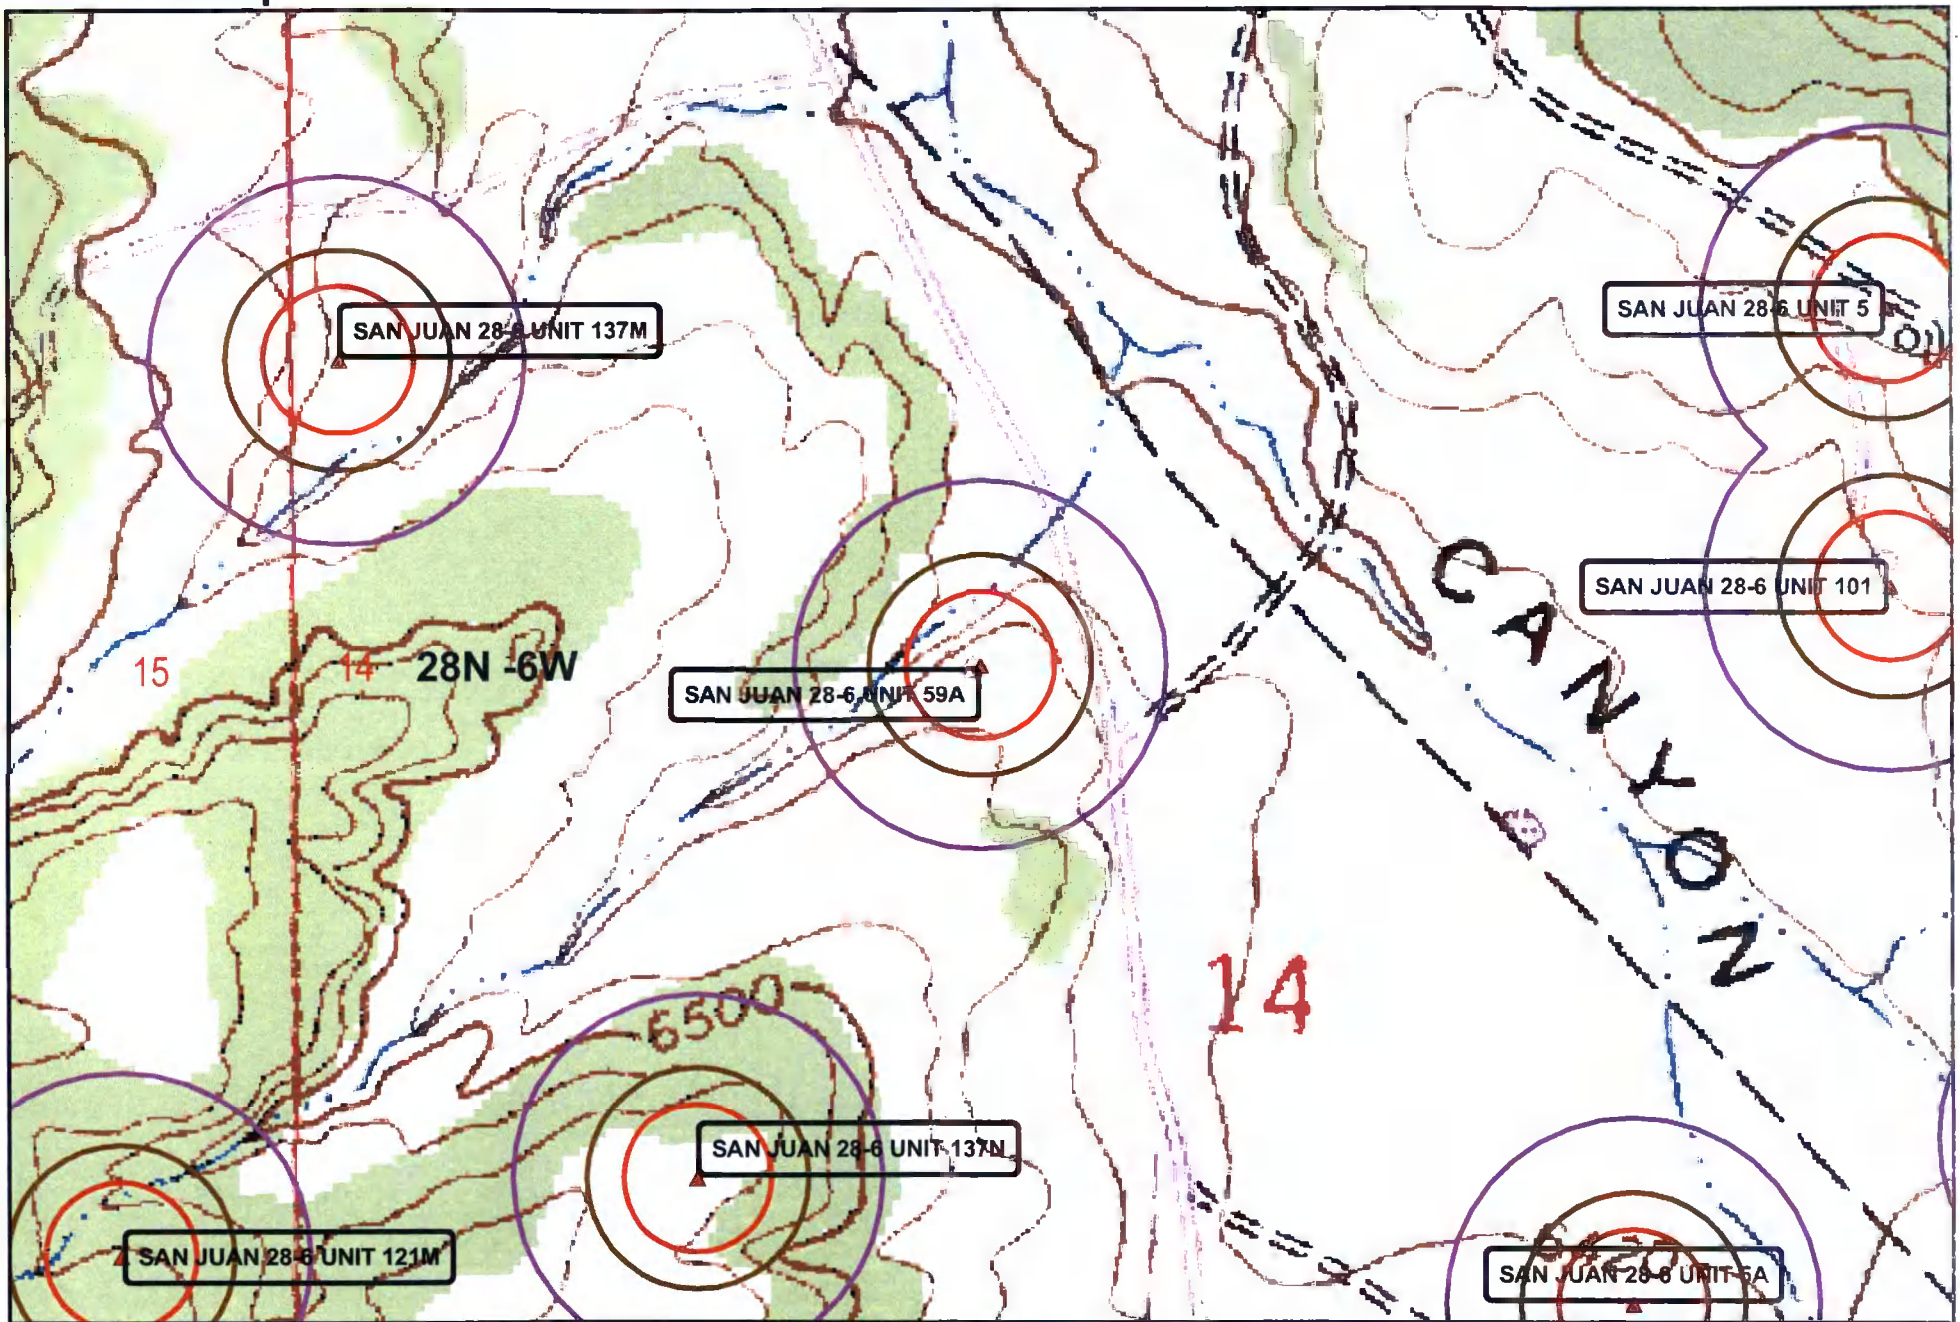 SAN JUAN 28-6 UNIT 137M
SAN JUAN 28-6 UNIT 5
SAN JUAN 28-6 UNIT 101
CANYON
15
14
28N -6W
SAN JUAN 28-6 UNIT 59A
14
6500
SAN JUAN 28-6 UNIT 137N
SAN JUAN 28-6 UNIT 121M
SAN JUAN 28-6 UNIT 5A